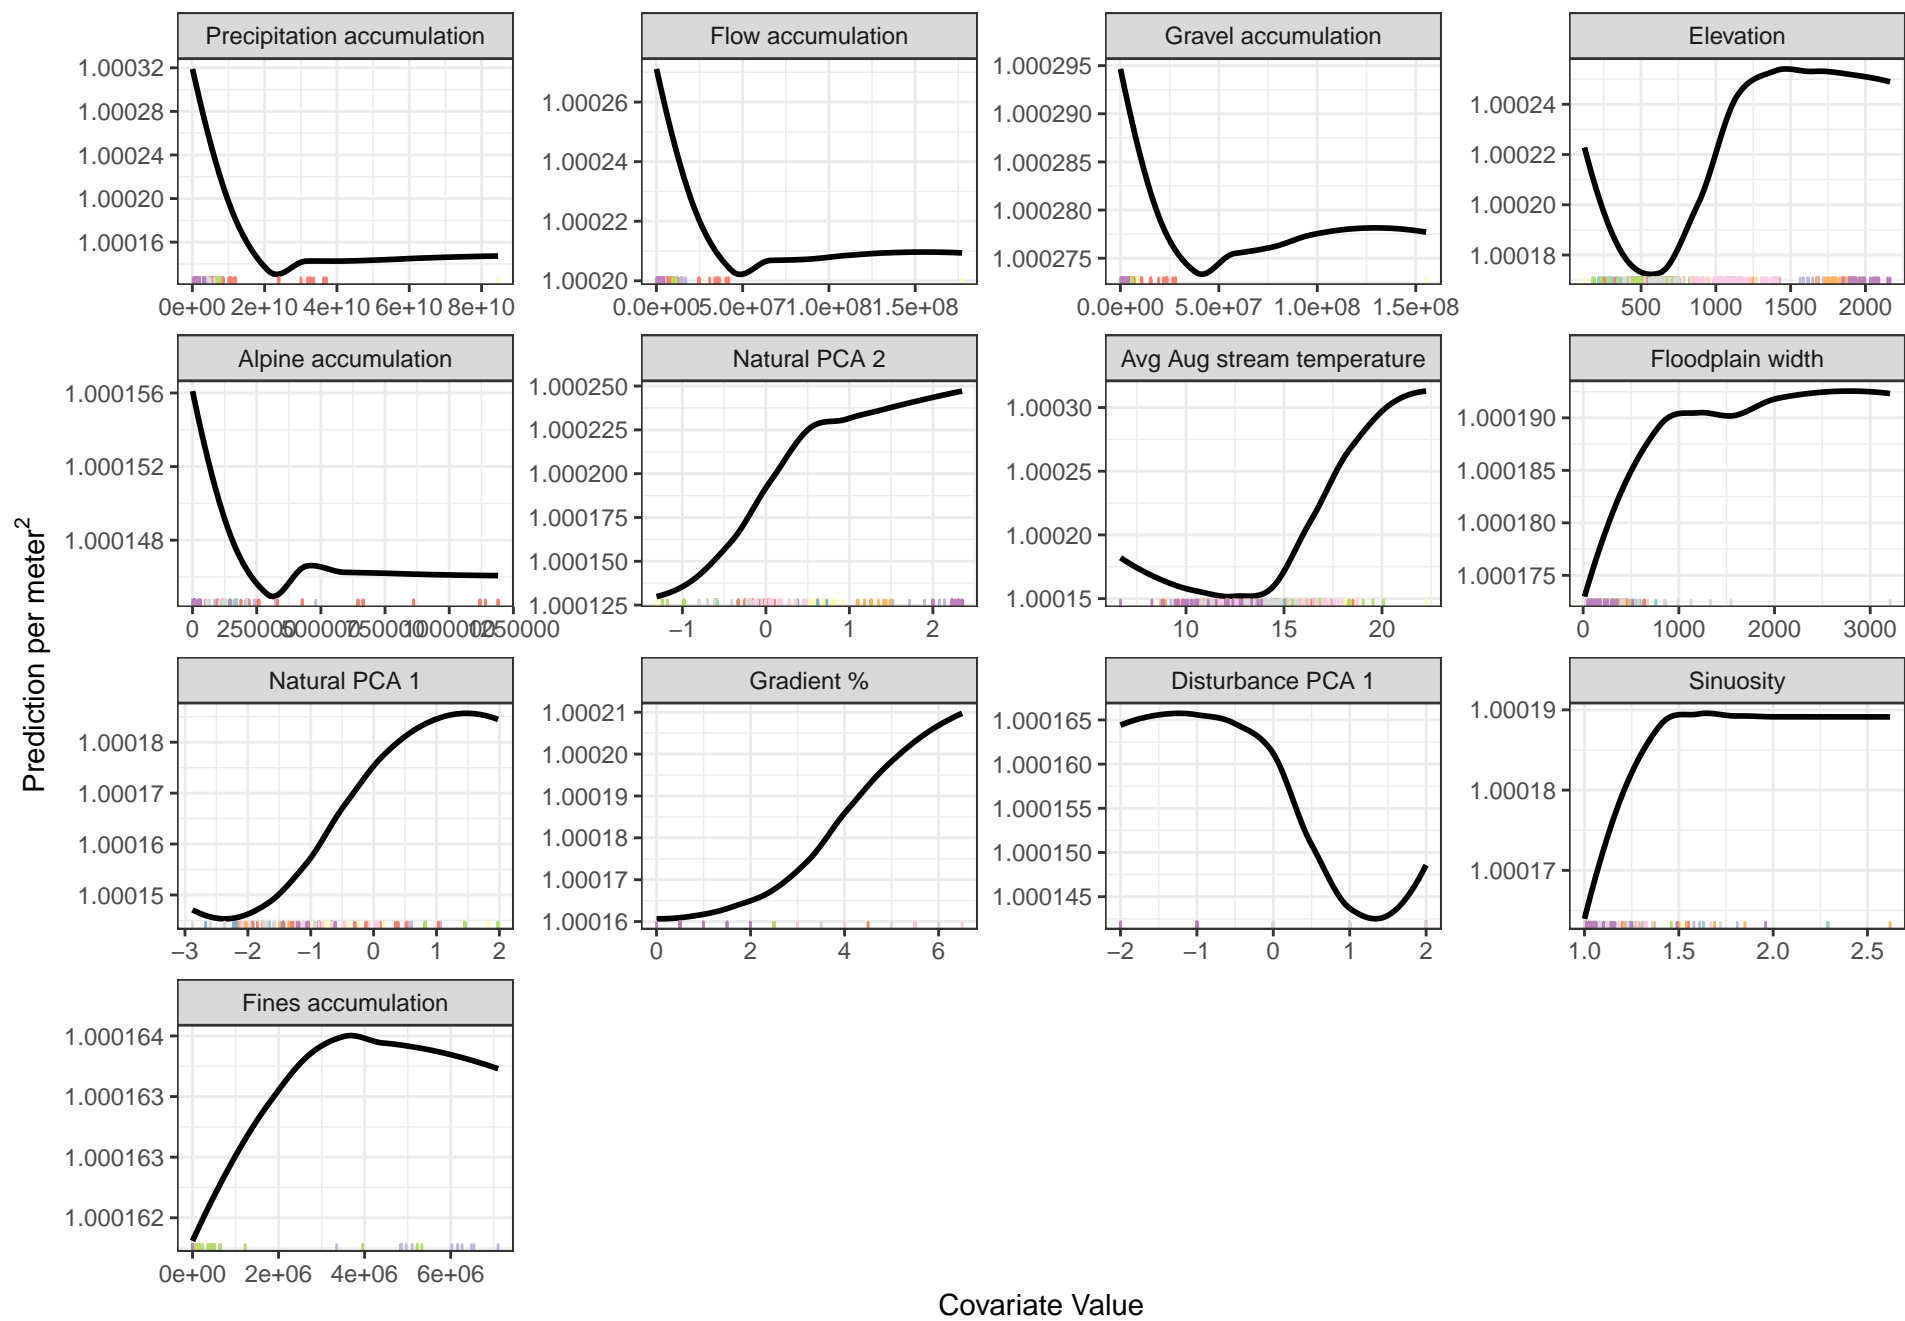 Precipitation accumulation
1.00032
1.00028
1.00024
1.00020
1.00016
0e+00 2e+10 4e+10 6e+10 8e+10
Flow accumulation
1.00026
1.00024
1.00022
1.00020
0.0e+00 5.0e+07 1.0e+08 1.5e+08
Gravel accumulation
1.000295
1.000290
1.000285
1.000280
1.000275
0.0e+00 5.0e+07 1.0e+08 1.5e+08
Elevation
1.00024
1.00022
1.00020
1.00018
500 1000 1500 2000
Alpine accumulation
1.000156
1.000152
1.000148
0 250000 500000 750000 1000000 1250000
Natural PCA 2
1.000250
1.000225
1.000200
1.000175
1.000150
1.000125
−1 0 1 2
Avg Aug stream temperature
1.00030
1.00025
1.00020
1.00015
10 15 20
Floodplain width
1.000190
1.000185
1.000180
1.000175
0 1000 2000 3000
Prediction per meter²
Natural PCA 1
1.00018
1.00017
1.00016
1.00015
−3 −2 −1 0 1 2
Gradient %
1.00021
1.00020
1.00019
1.00018
1.00017
1.00016
0 2 4 6
Disturbance PCA 1
1.000165
1.000160
1.000155
1.000150
1.000145
−2 −1 0 1 2
Sinuosity
1.00019
1.00018
1.00017
1.0 1.5 2.0 2.5
Fines accumulation
1.000164
1.000163
1.000163
1.000162
0e+00 2e+06 4e+06 6e+06
Covariate Value